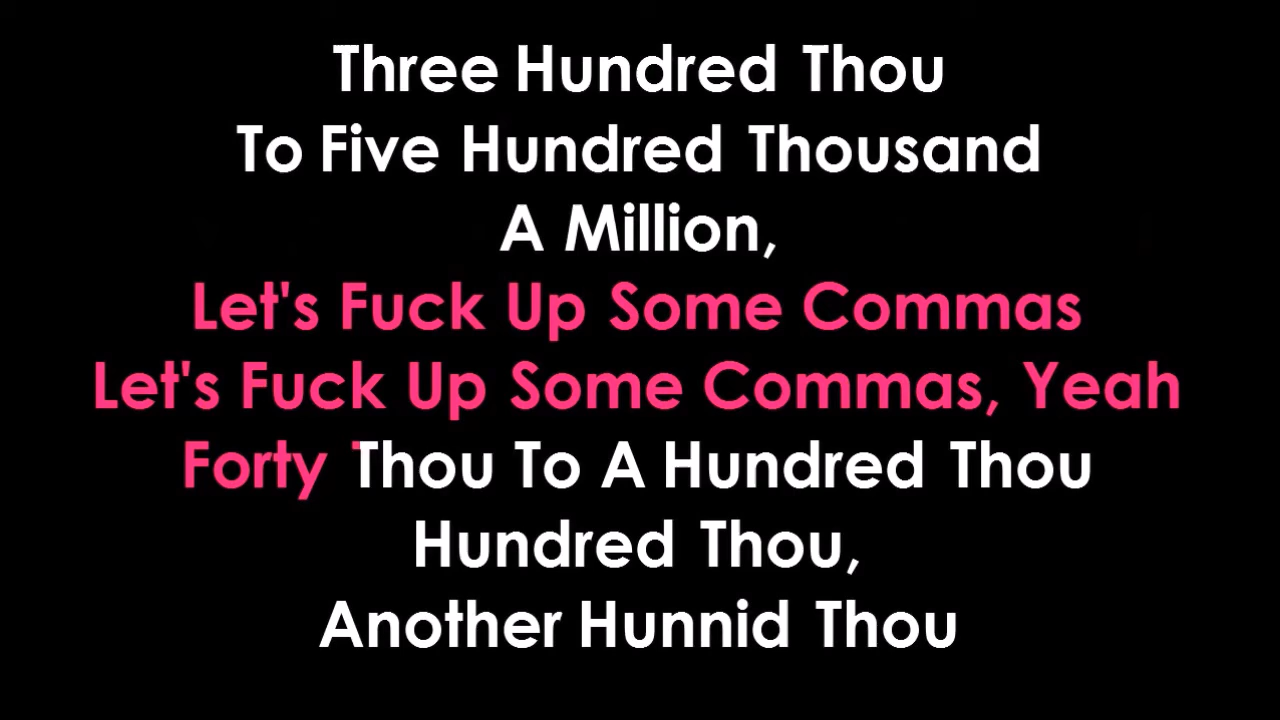 Three Hundred Thou
To Five Hundred Thousand
A Million,
Let's Fuck Up Some Commas
Let's Fuck Up Some Commas, Yeah
Forty Thou To A Hundred Thou
Hundred Thou,
Another Hunnid Thou